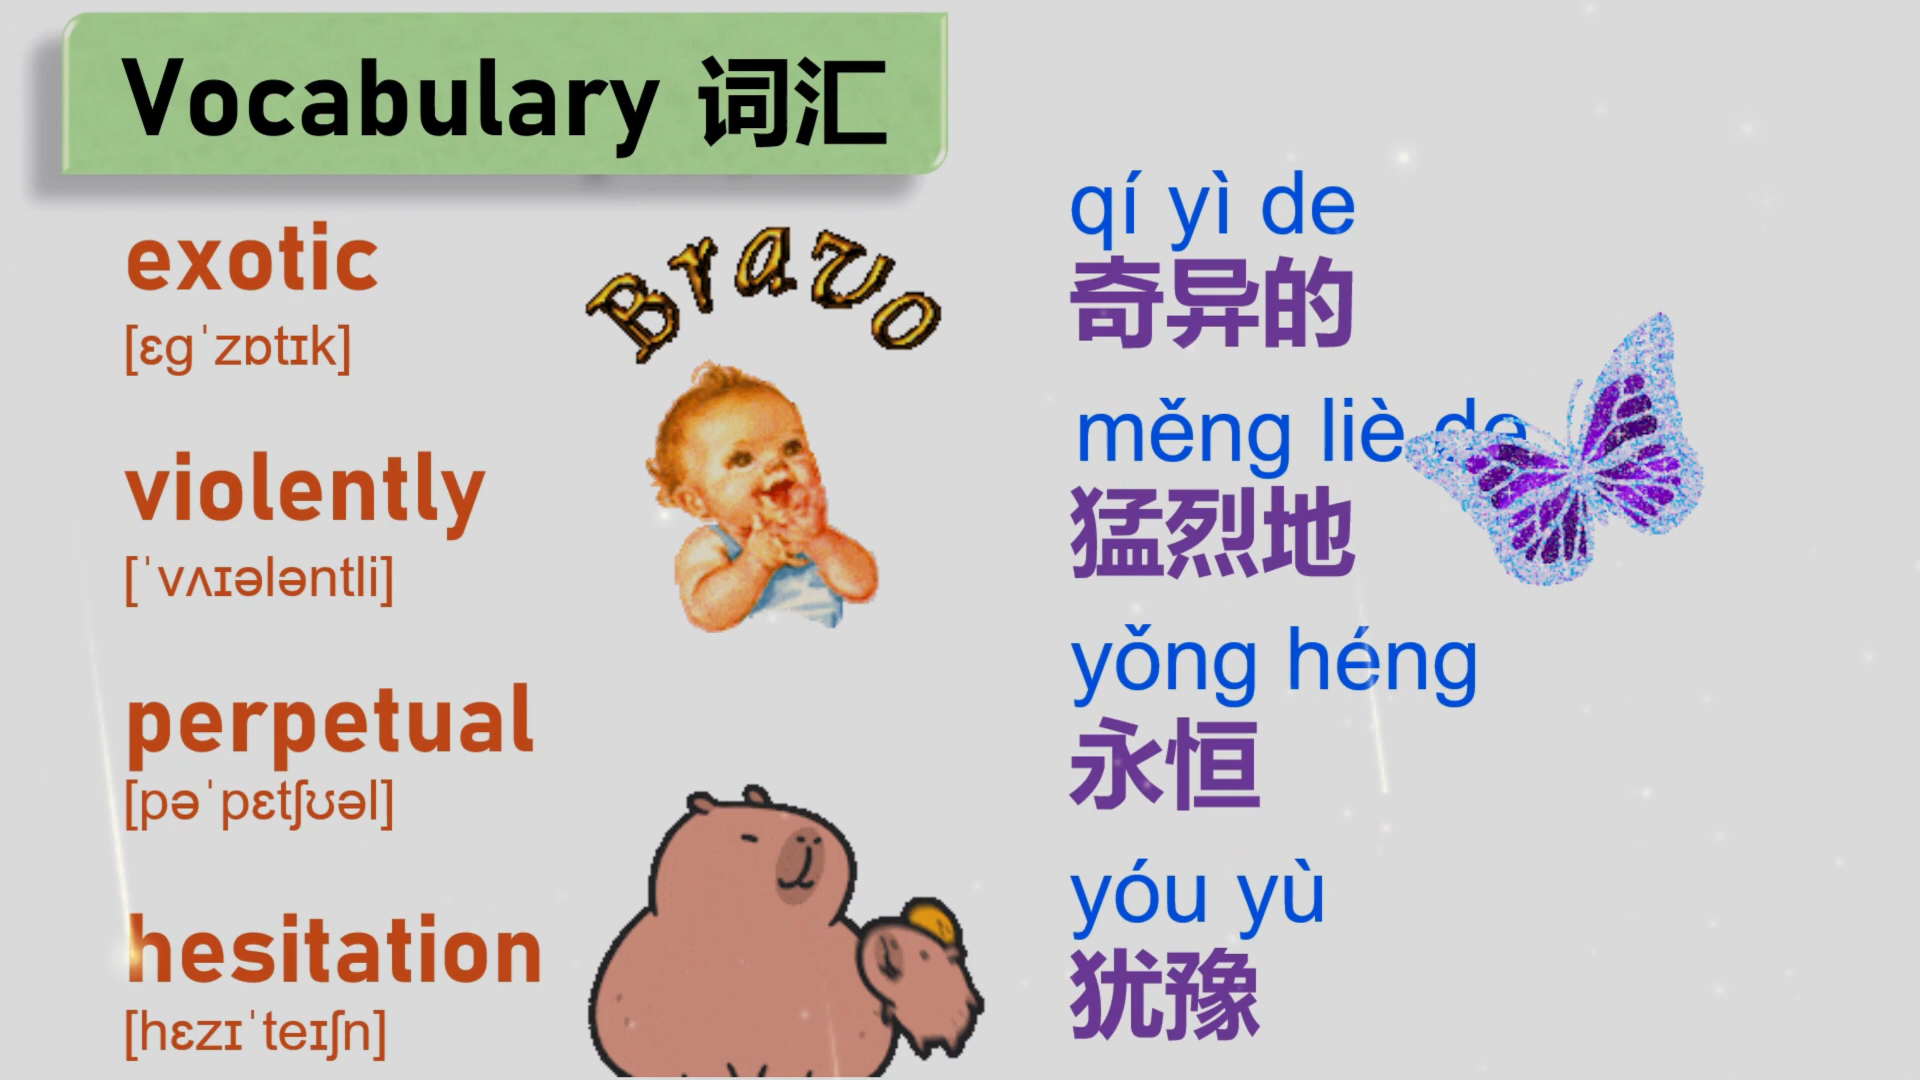 Vocabulary 词汇
exotic
[ɛɡˈzɒtɪk]
violently
[ˈvʌɪələntli]
perpetual
[pəˈpɛtʃʊəl]
hesitation
[hɛzɪˈteɪʃn]
Bravo
qí yì de
奇异的
měng liè de
猛烈地
yǒng héng
永恒
yóu yù
犹豫